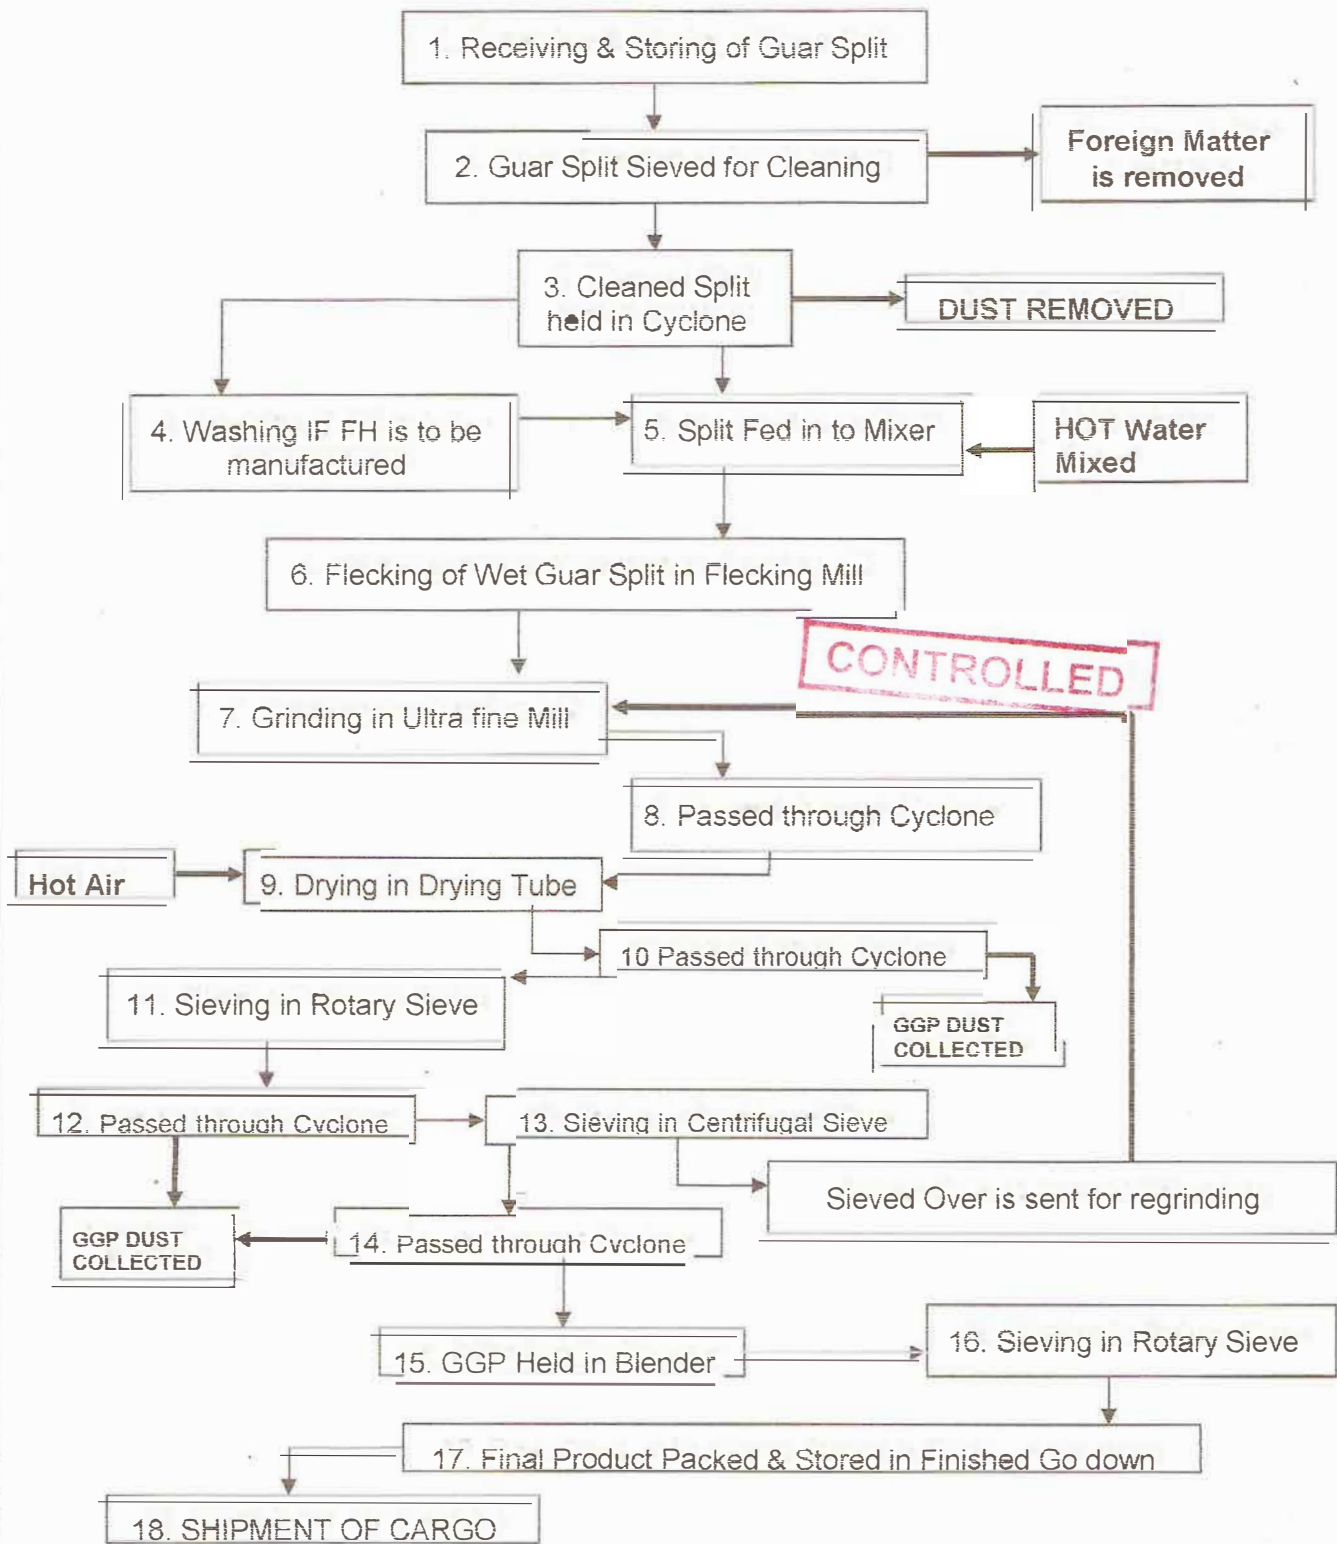 1. Receiving & Storing of Guar Split
2. Guar Split Sieved for Cleaning
Foreign Matter
is removed
3. Cleaned Split
held in Cyclone
DUST REMOVED
4. Washing IF FH is to be
manufactured
5. Split Fed in to Mixer
HOT Water
Mixed
6. Flecking of Wet Guar Split in Flecking Mill
CONTROLLED
7. Grinding in Ultra fine Mill
8. Passed through Cyclone
Hot Air
9. Drying in Drying Tube
10 Passed through Cyclone
11. Sieving in Rotary Sieve
GGP DUST
COLLECTED
12. Passed through Cyclone
13. Sieving in Centrifugal Sieve
Sieved Over is sent for regrinding
GGP DUST
COLLECTED
14. Passed through Cyclone
15. GGP Held in Blender
16. Sieving in Rotary Sieve
17. Final Product Packed & Stored in Finished Go down
18. SHIPMENT OF CARGO